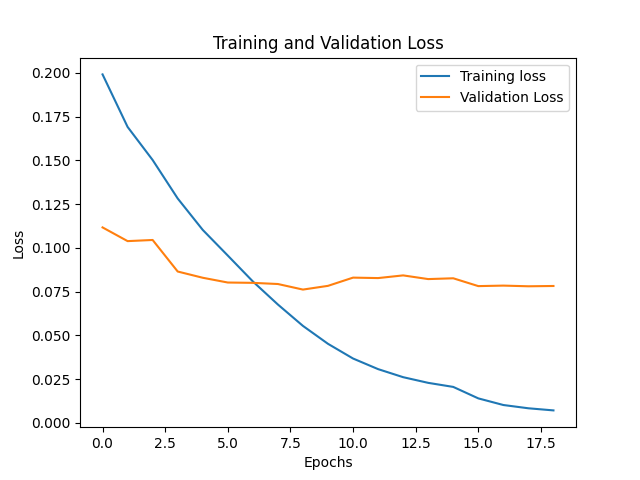 Training and Validation Loss
Training loss
Validation Loss
0.200
0.175
0.150
0.125
0.100
0.075
0.050
0.025
0.000
Loss
0.0 2.5 5.0 7.5 10.0 12.5 15.0 17.5
Epochs